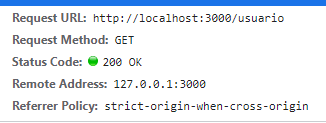 Request URL: http://localhost:3000/usuario
Request Method: GET
Status Code: 200 OK
Remote Address: 127.0.0.1:3000
Referrer Policy: strict-origin-when-cross-origin